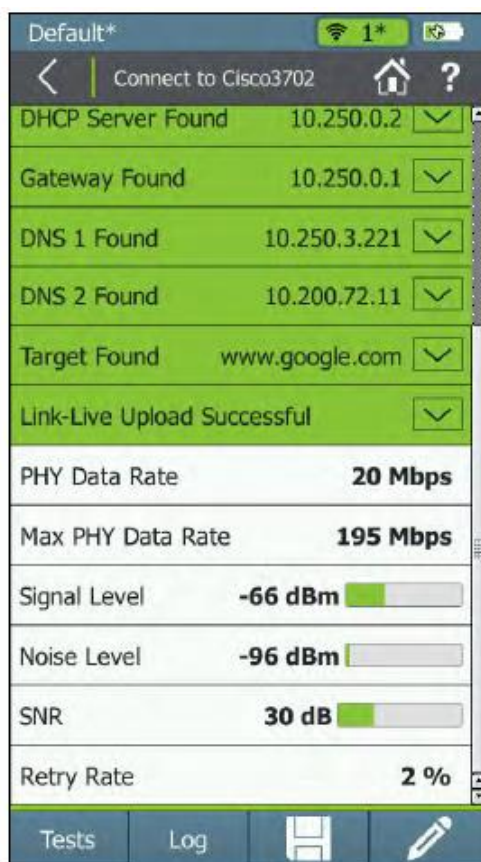 Default* 1*
Connect to Cisco3702 ?
DHCP Server Found 10.250.0.2
Gateway Found 10.250.0.1
DNS 1 Found 10.250.3.221
DNS 2 Found 10.200.72.11
Target Found www.google.com
Link-Live Upload Successful
PHY Data Rate 20 Mbps
Max PHY Data Rate 195 Mbps
Signal Level -66 dBm
Noise Level -96 dBm
SNR 30 dB
Retry Rate 2 %
Tests Log